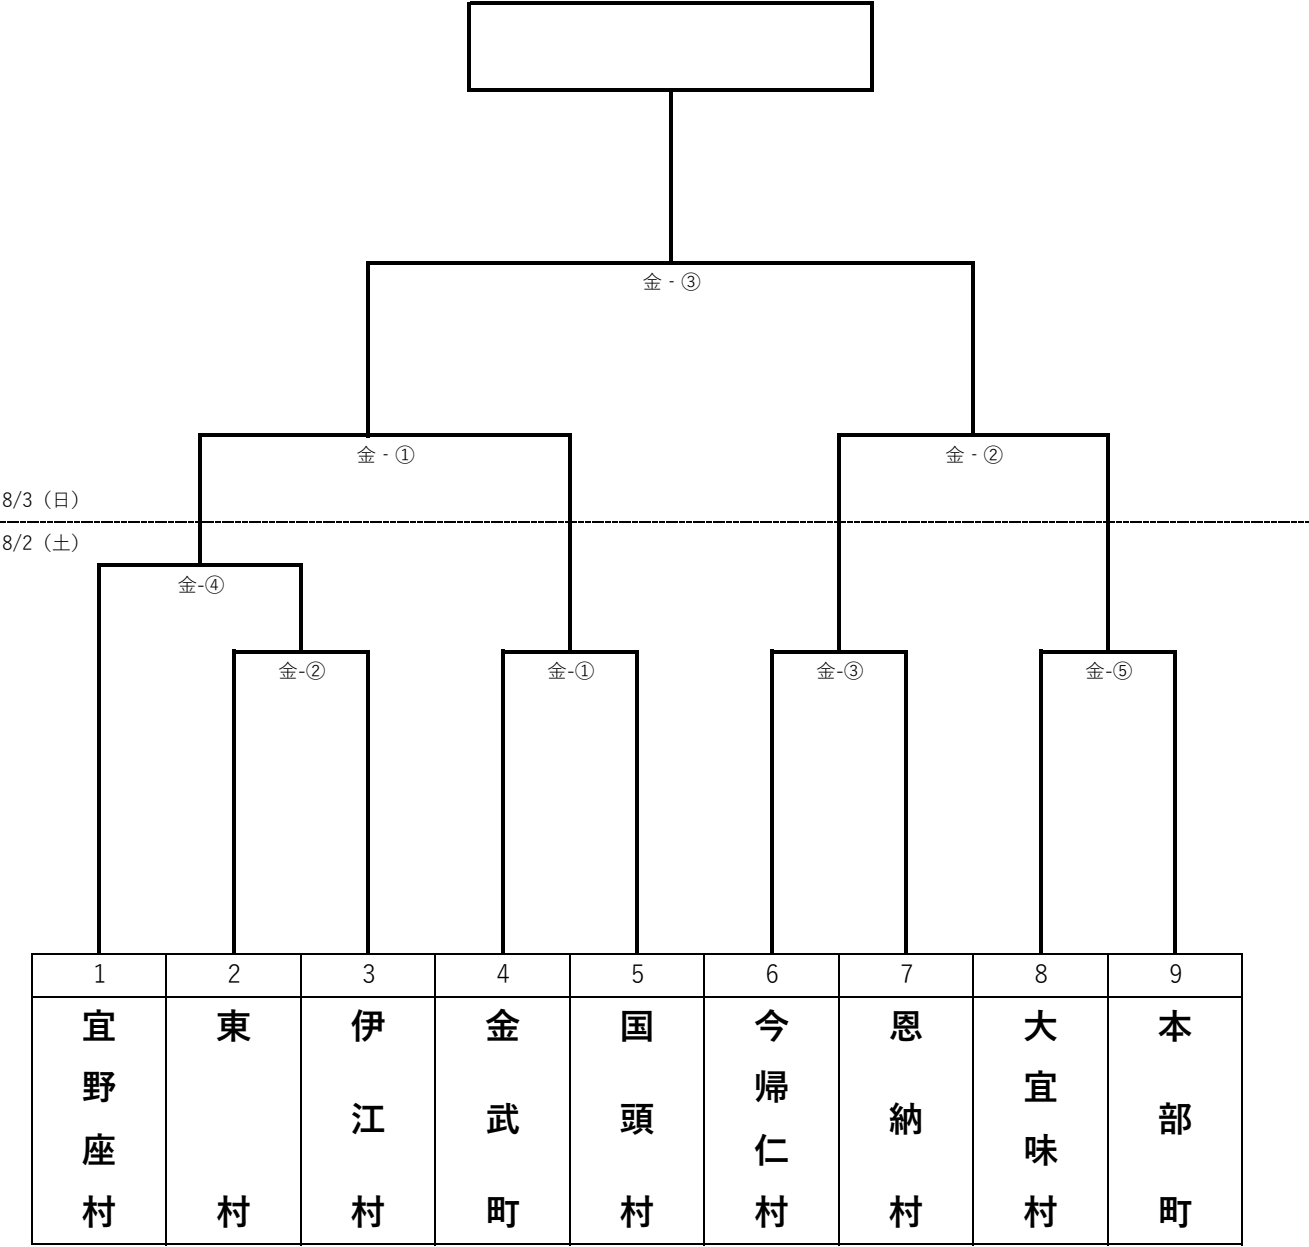 金 - ③
金 - ①
金 - ②
8/3（日）
8/2（土）
金-④
金-②
金-①
金-③
金-⑤
1 2 3 4 5 6 7 8 9
宜野座村
東村
伊江村
金武町
国頭村
今帰仁村
恩納村
大宜味村
本部町